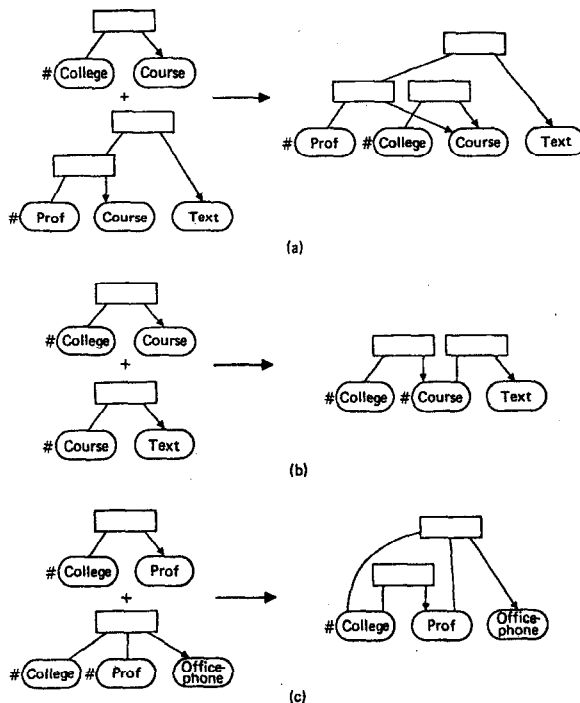 #College Course
+
#Prof Course Text
#Prof #College Course Text
(a)
#College Course
+
#Course Text
#College #Course Text
(b)
#College Prof
+
#College #Prof Office-
phone
#College Prof Office-
phone
(c)